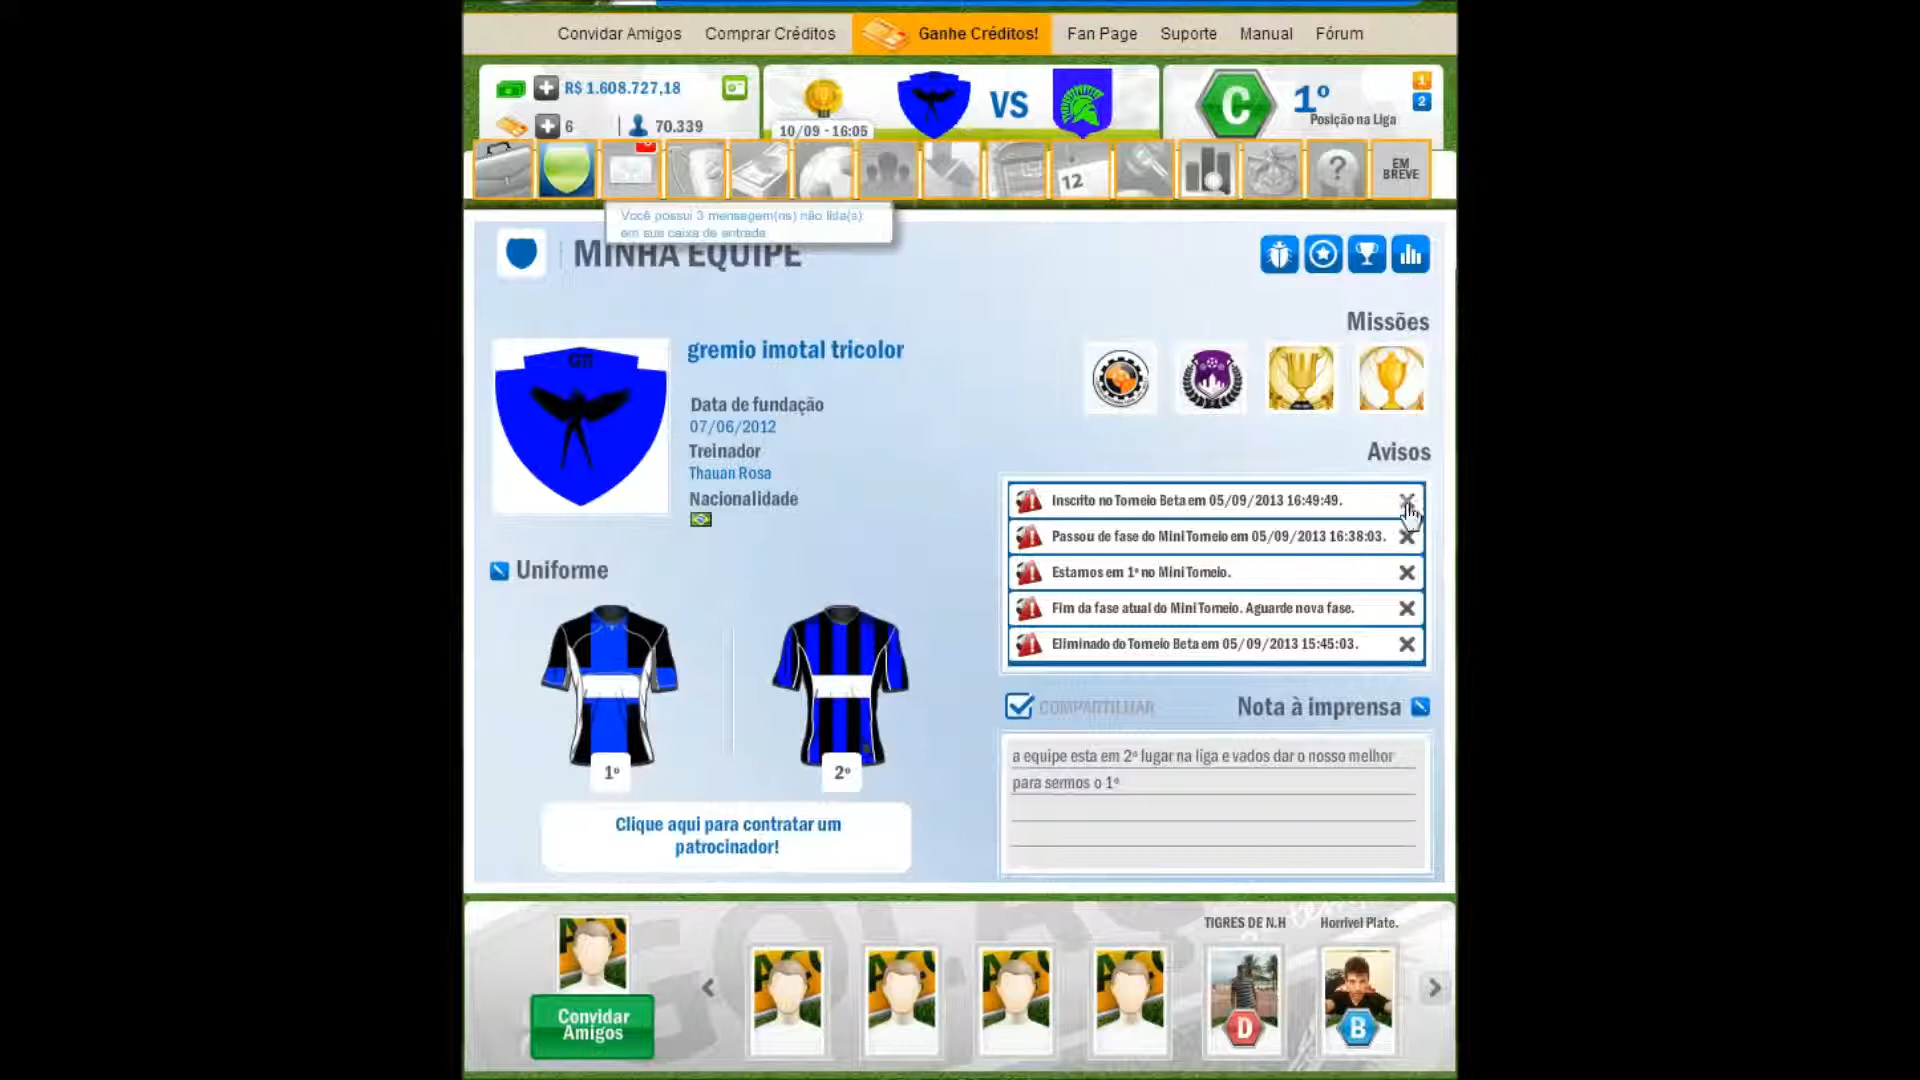 Convidar Amigos Comprar Créditos Ganhe Créditos! Fan Page Suporte Manual Fórum
R$ 1.608.727,18
6 70.339
VS
10/09 - 16:05
C 1º
Posição na Liga
1
2
12
?
EM
BREVE
Você possui 3 mensagem(ns) não lida(s)
em sua caixa de entrada
MINHA EQUIPE
Missões
gremio imotal tricolor
Data de fundação
07/06/2012
Treinador
Thauan Rosa
Nacionalidade
Avisos
Inscrito no Torneio Beta em 05/09/2013 16:49:49.
Passou de fase do Mini Torneio em 05/09/2013 16:38:03.
Estamos em 1º no Mini Torneio.
Fim da fase atual do Mini Torneio. Aguarde nova fase.
Eliminado do Torneio Beta em 05/09/2013 15:45:03.
Uniforme
1º
2º
COMPARTILHAR
Nota à imprensa
a equipe esta em 2º lugar na liga e vados dar o nosso melhor
para sermos o 1º
Clique aqui para contratar um
patrocinador!
TIGRES DE N.H
Horrivel Plate.
D
B
Convidar
Amigos